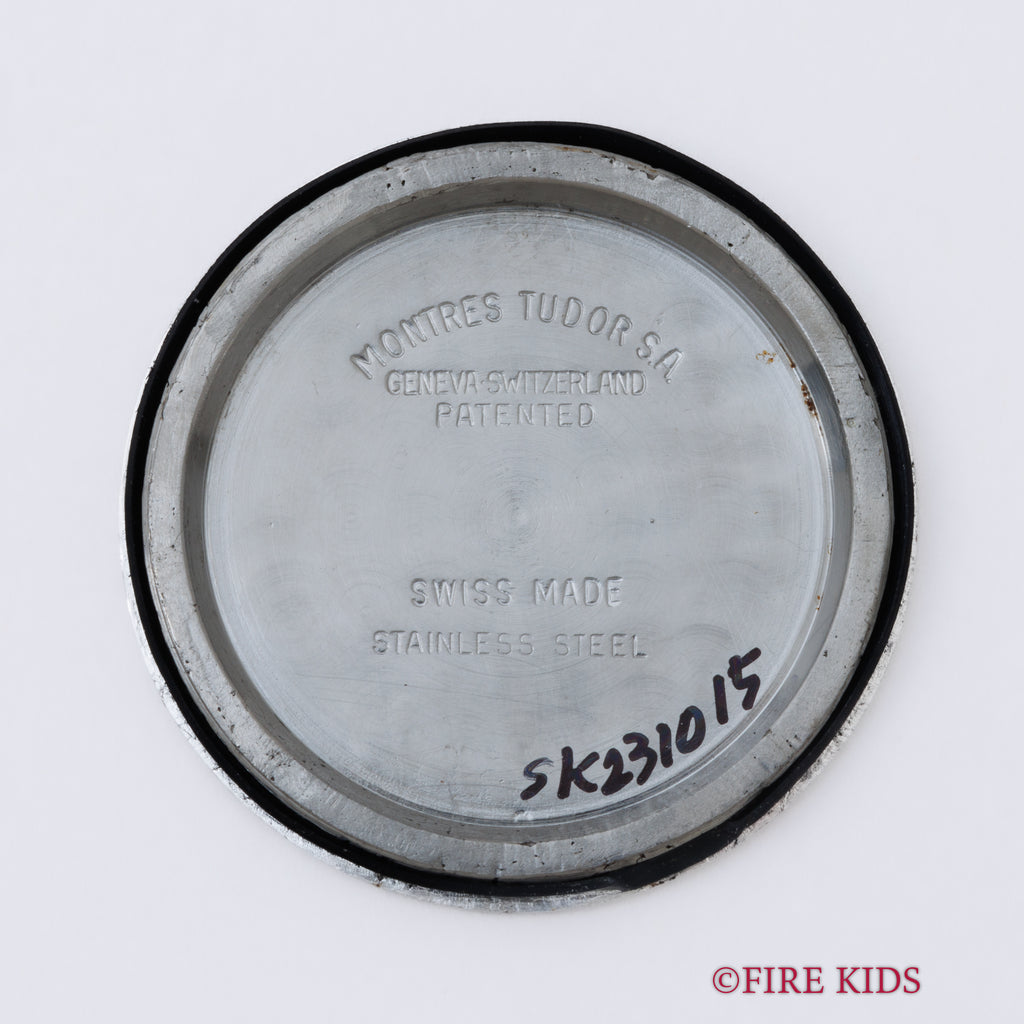 MONTRES TUDOR S.A.
GENEVA·SWITZERLAND
PATENTED
SWISS MADE
STAINLESS STEEL
SK231015
©FIRE KIDS